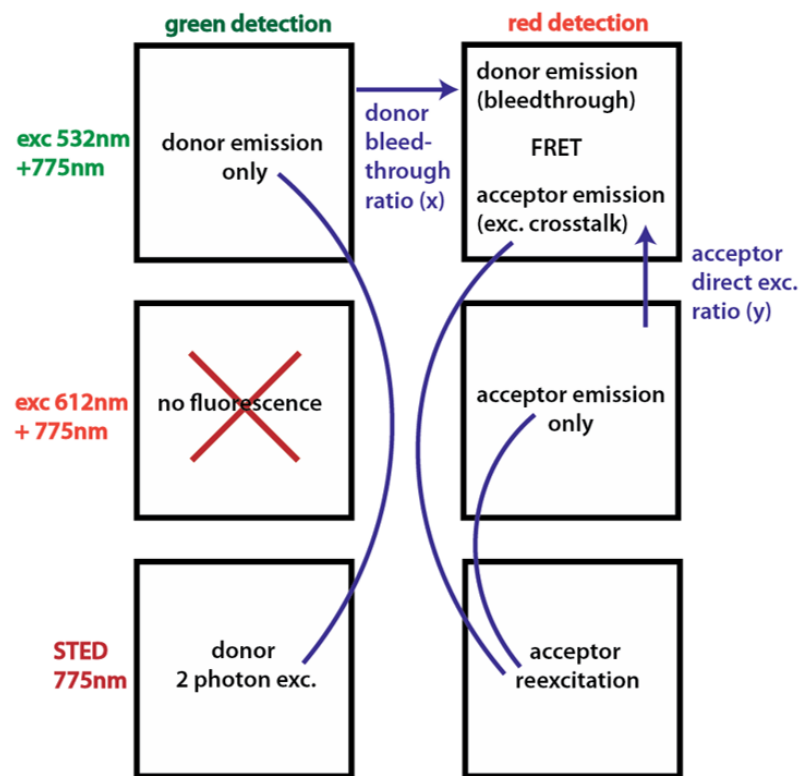 green detection
red detection
exc 532nm
+775nm
donor emission
only
donor
bleed-
through
ratio (x)
donor emission
(bleedthrough)
FRET
acceptor emission
(exc. crosstalk)
acceptor
direct exc.
ratio (y)
exc 612nm
+ 775nm
no fluorescence
acceptor emission
only
STED
775nm
donor
2 photon exc.
acceptor
reexcitation